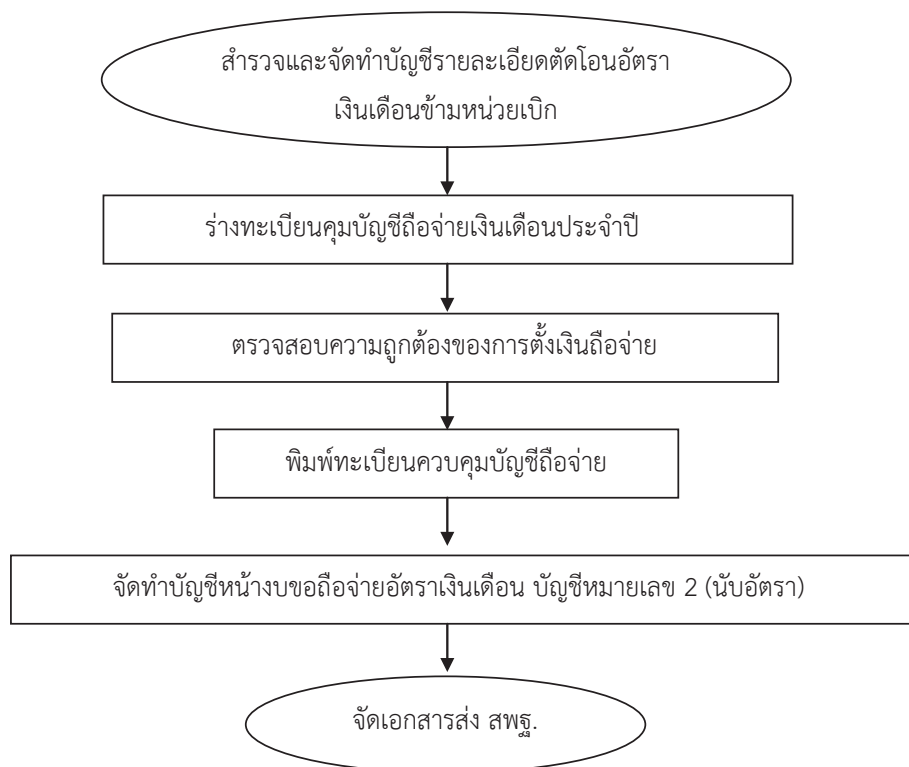 สำรวจและจัดทำบัญชีรายละเอียดตัดโอนอัตรา
เงินเดือนข้ามหน่วยเบิก
ร่างทะเบียนคุมบัญชีถือจ่ายเงินเดือนประจำปี
ตรวจสอบความถูกต้องของการตั้งเงินถือจ่าย
พิมพ์ทะเบียนควบคุมบัญชีถือจ่าย
จัดทำบัญชีหน้างบขอถือจ่ายอัตราเงินเดือน บัญชีหมายเลข 2 (นับอัตรา)
จัดเอกสารส่ง สพฐ.